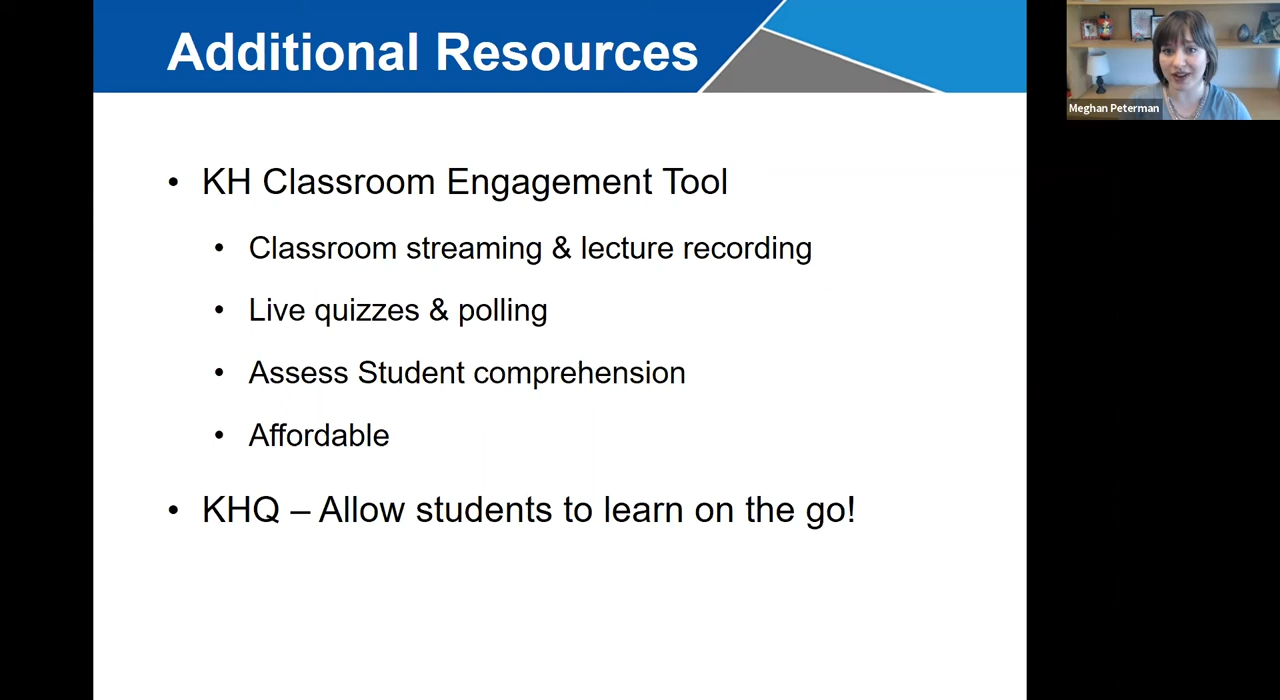 Additional Resources
Meghan Peterman
• KH Classroom Engagement Tool
• Classroom streaming & lecture recording
• Live quizzes & polling
• Assess Student comprehension
• Affordable
• KHQ – Allow students to learn on the go!